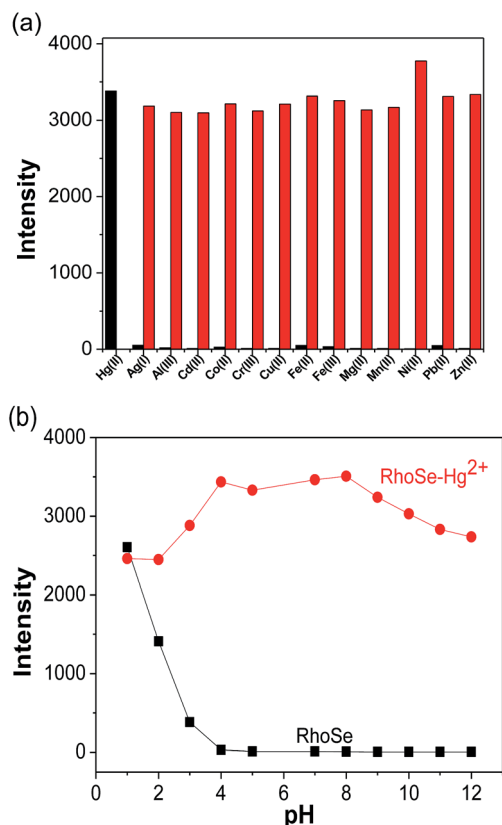 (a)
4000
3000
2000
1000
0
Intensity
Hg(II)
Ag(I)
Al(III)
Cd(II)
Co(II)
Cr(III)
Cu(II)
Fe(II)
Fe(III)
Mg(II)
Mn(II)
Ni(II)
Pb(II)
Zn(II)
(b)
4000
3000
2000
1000
0
Intensity
RhoSe-Hg2+
RhoSe
0 2 4 6 8 10 12
pH